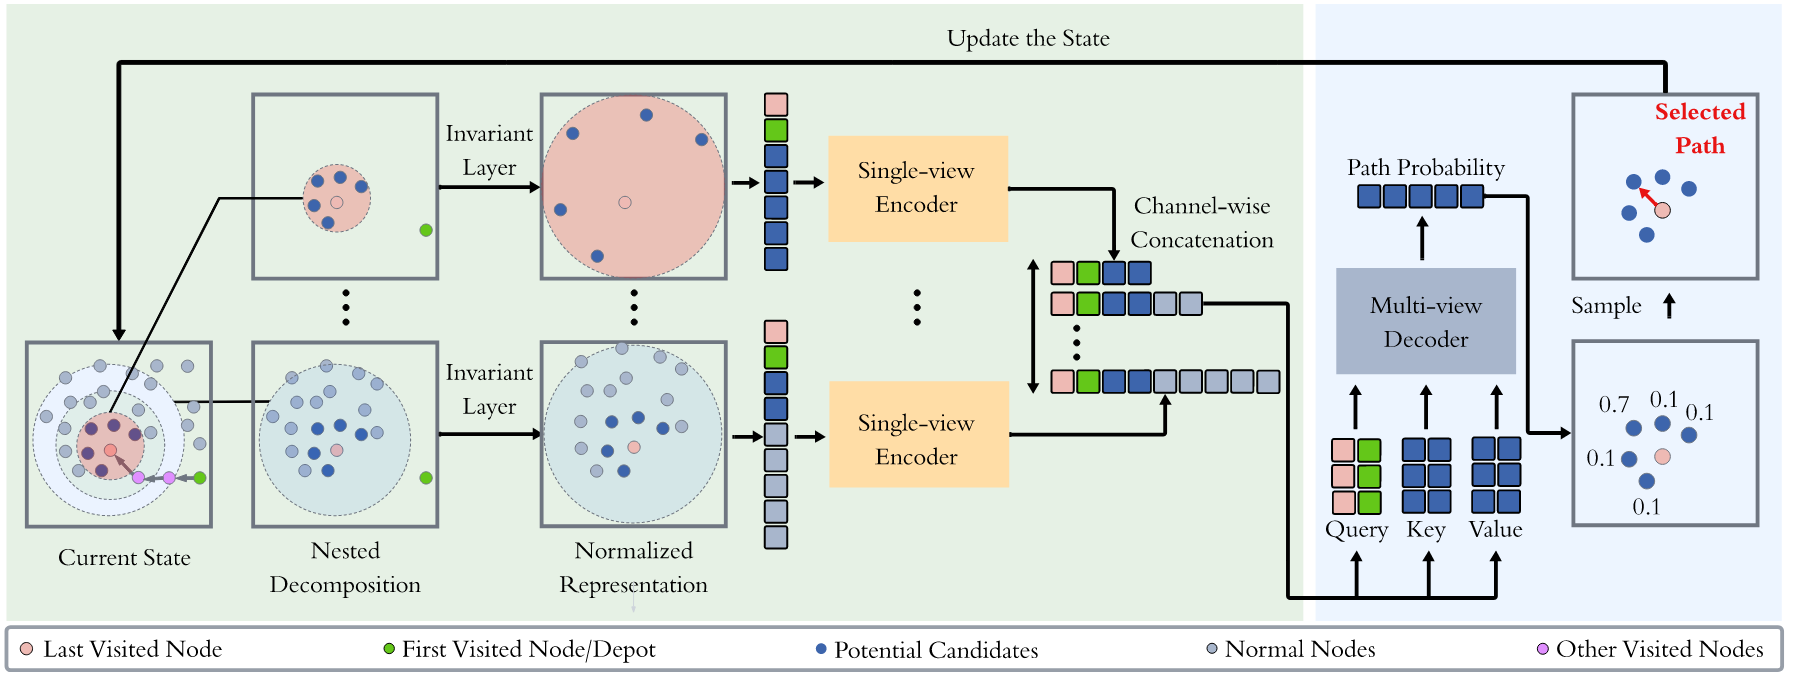 Update the State
Invariant
Layer
Single-view
Encoder
Channel-wise
Concatenation
Invariant
Layer
Single-view
Encoder
Current State
Nested
Decomposition
Normalized
Representation
Path Probability
Multi-view
Decoder
Query
Key
Value
Selected
Path
Sample
0.7
0.1
0.1
0.1
0.1
Last Visited Node
First Visited Node/Depot
Potential Candidates
Normal Nodes
Other Visited Nodes